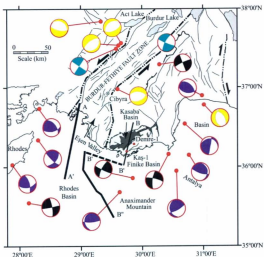 38°00'N
Aci Lake
Burdur Lake
0
50
Scale (km)
BURDUR-FETHIYE FAULT ZONE
37°00'N
Cibyra
Kasaba
Basin
B
Basin
Demre
Rhodes
A'
Esen Valley
B'
B'
Kaş-1
Finike Basin
36°00'N
Rhodes
Basin
Anaximander
Mountain
B"
35°00'N
28°00'E
29°00'E
30°00'E
31°00'E